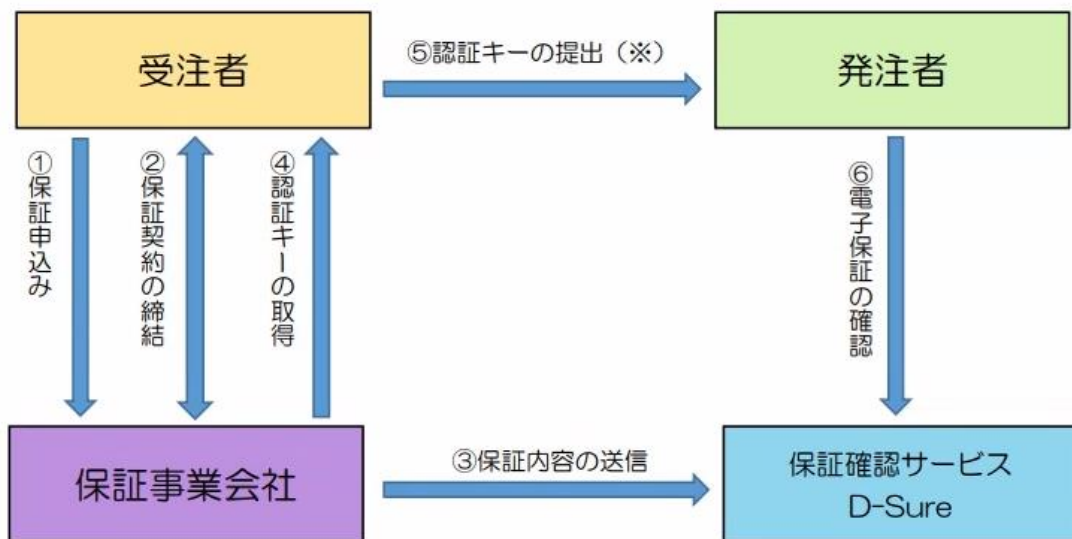 受注者
⑤認証キーの提出（※）
発注者
①保証申込み
②保証契約の締結
④認証キーの取得
⑥電子保証の確認
保証事業会社
③保証内容の送信
保証確認サービス
D-Sure